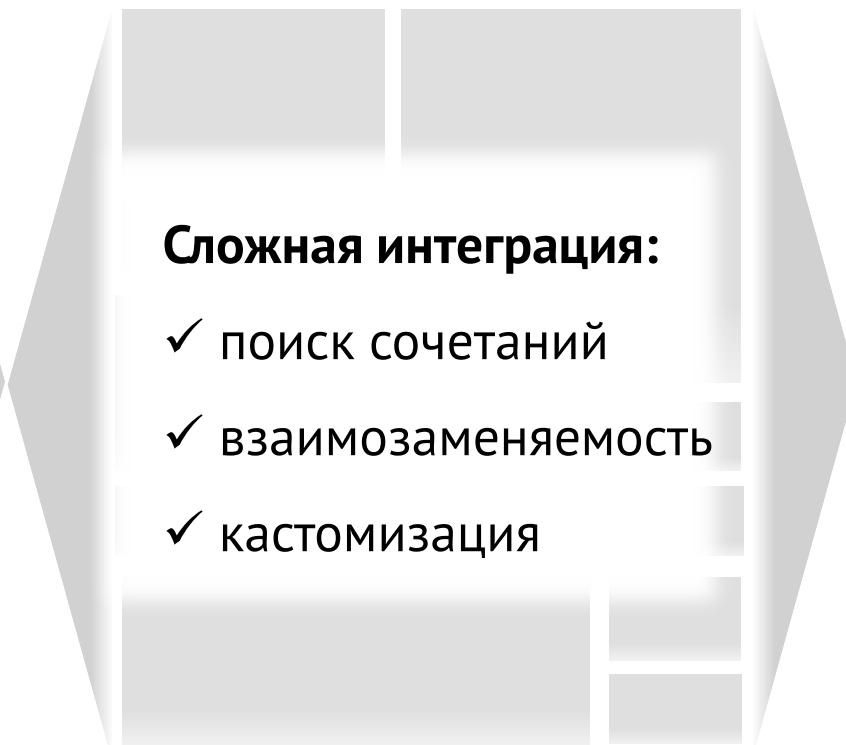 Сложная интеграция:
✓ поиск сочетаний
✓ взаимозаменяемость
✓ кастомизация